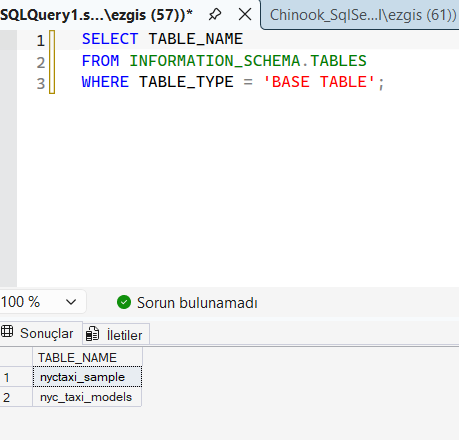 SQLQuery1.s...\ezgis (57))*
Chinook_SqlSe...l\ezgis (61))
1 SELECT TABLE_NAME
2 FROM INFORMATION_SCHEMA.TABLES
3 WHERE TABLE_TYPE = 'BASE TABLE';
100 %
Sorun bulunamadı
Sonuçlar
İletiler
TABLE_NAME
1 nyctaxi_sample
2 nyc_taxi_models